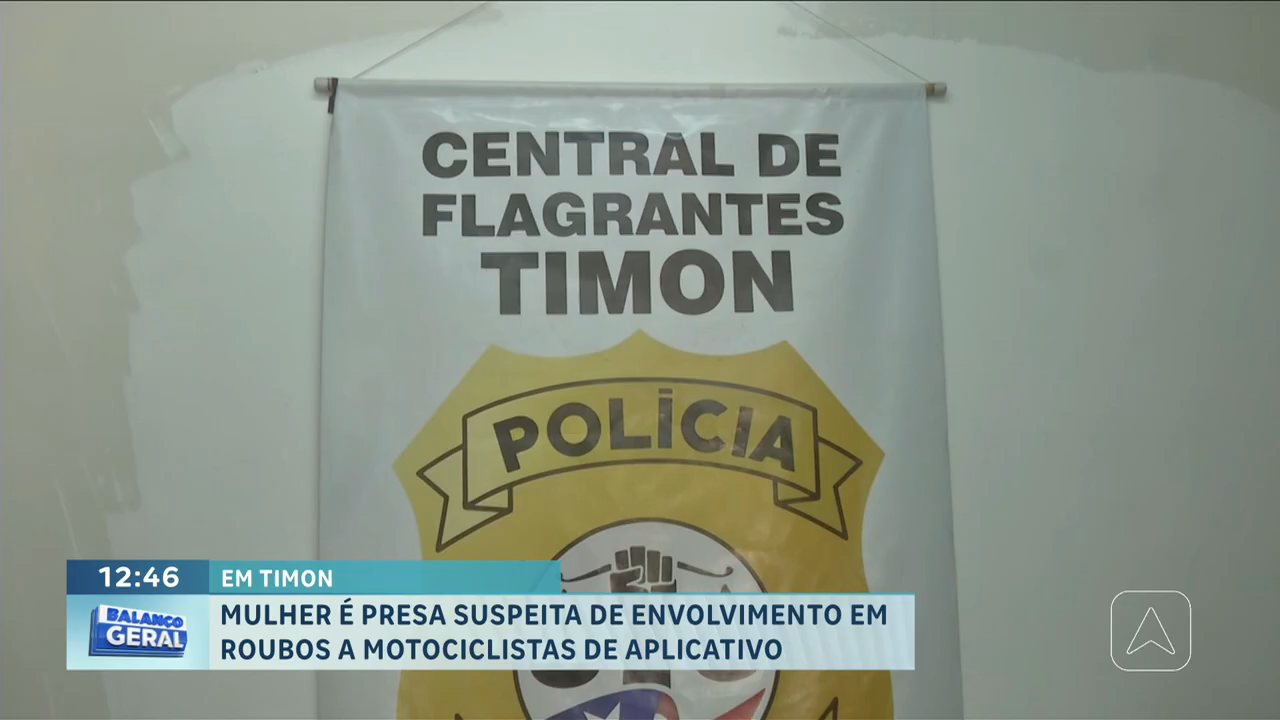 CENTRAL DE
FLAGRANTES
TIMON
POLÍCIA
12:46
EM TIMON
BALANÇO
GERAL
MULHER É PRESA SUSPEITA DE ENVOLVIMENTO EM
ROUBOS A MOTOCICLISTAS DE APLICATIVO